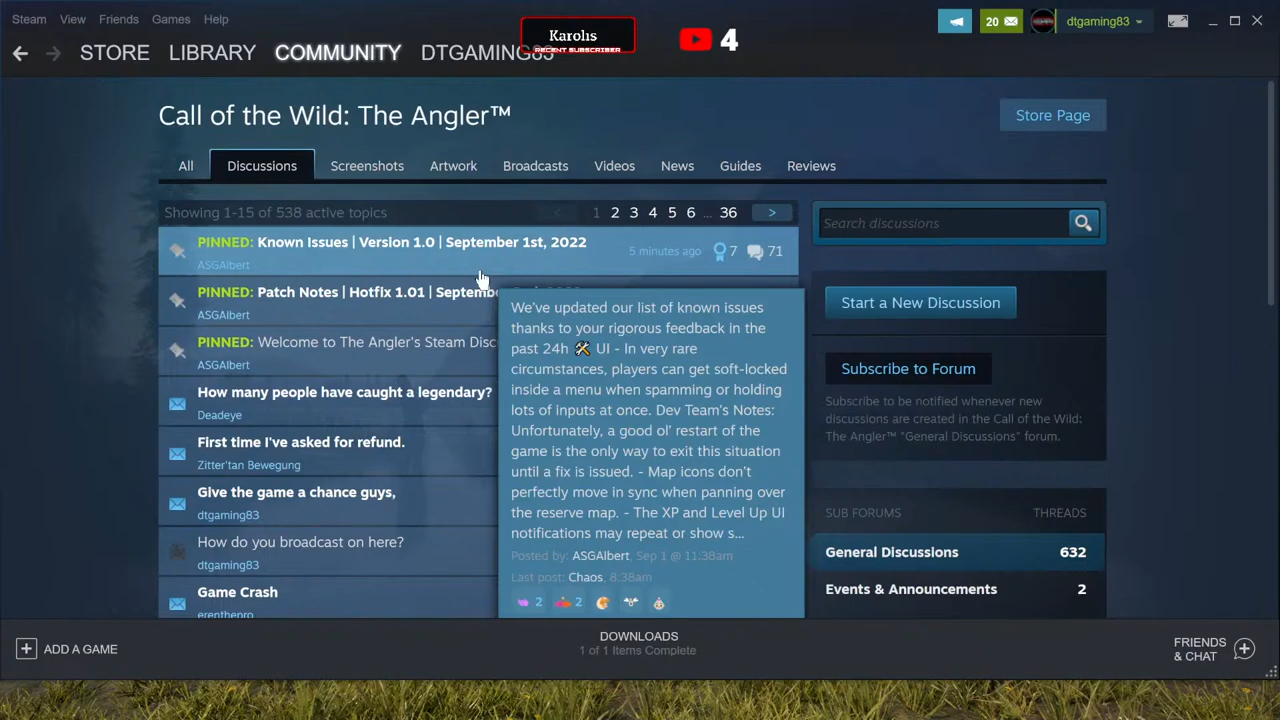 Steam View Friends Games Help
Karolis
RECENT SUBSCRIBER
4
20
dtgaming83
STORE LIBRARY COMMUNITY DTGAMING83
Call of the Wild: The Angler™
Store Page
All Discussions Screenshots Artwork Broadcasts Videos News Guides Reviews
Showing 1-15 of 538 active topics
< 1 2 3 4 5 6 ... 36 >
Search discussions
PINNED: Known Issues | Version 1.0 | September 1st, 2022
ASGAlbert
5 minutes ago 7 71
PINNED: Patch Notes | Hotfix 1.01 |
ASGAlbert
PINNED: Welcome to The Angler's Steam
ASGAlbert
How many people have caught a legendary?
Deadeye
First time I've asked for refund.
Zitter'tan Bewegung
Give the game a chance guys,
dtgaming83
How do you broadcast on here?
dtgaming83
Game Crash
erenthepro
We've updated our list of known issues
thanks to your rigorous feedback in the
past 24h 🛠 UI - In very rare
circumstances, players can get soft-locked
inside a menu when spamming or holding
lots of inputs at once. Dev Team's Notes:
Unfortunately, a good ol' restart of the
game is the only way to exit this situation
until a fix is issued. - Map icons don't
perfectly move in sync when panning over
the reserve map. - The XP and Level Up UI
notifications may repeat or show s...
Posted by: ASGAlbert, Sep 1 @ 11:38am
Last post: Chaos, 8:38am
2 2
Start a New Discussion
Subscribe to Forum
Subscribe to be notified whenever new
discussions are created in the Call of the Wild:
The Angler™ "General Discussions" forum.
SUB FORUMS THREADS
General Discussions 632
Events & Announcements 2
+ ADD A GAME
DOWNLOADS
1 of 1 Items Complete
FRIENDS
& CHAT